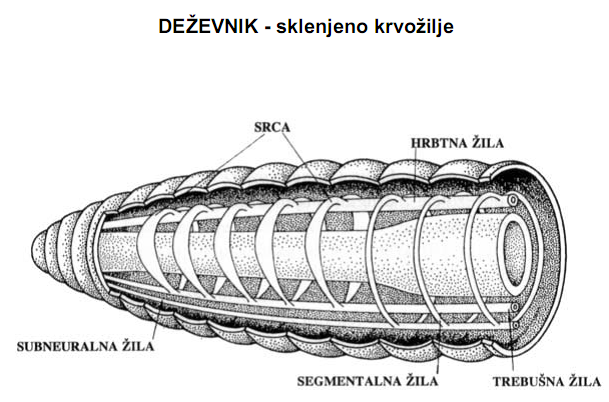 DEŽEVNIK - sklenjeno krvožilje
SRCA
HRBTNA ŽILA
SUBNEURALNA ŽILA
SEGMENTALNA ŽILA
TREBUŠNA ŽILA